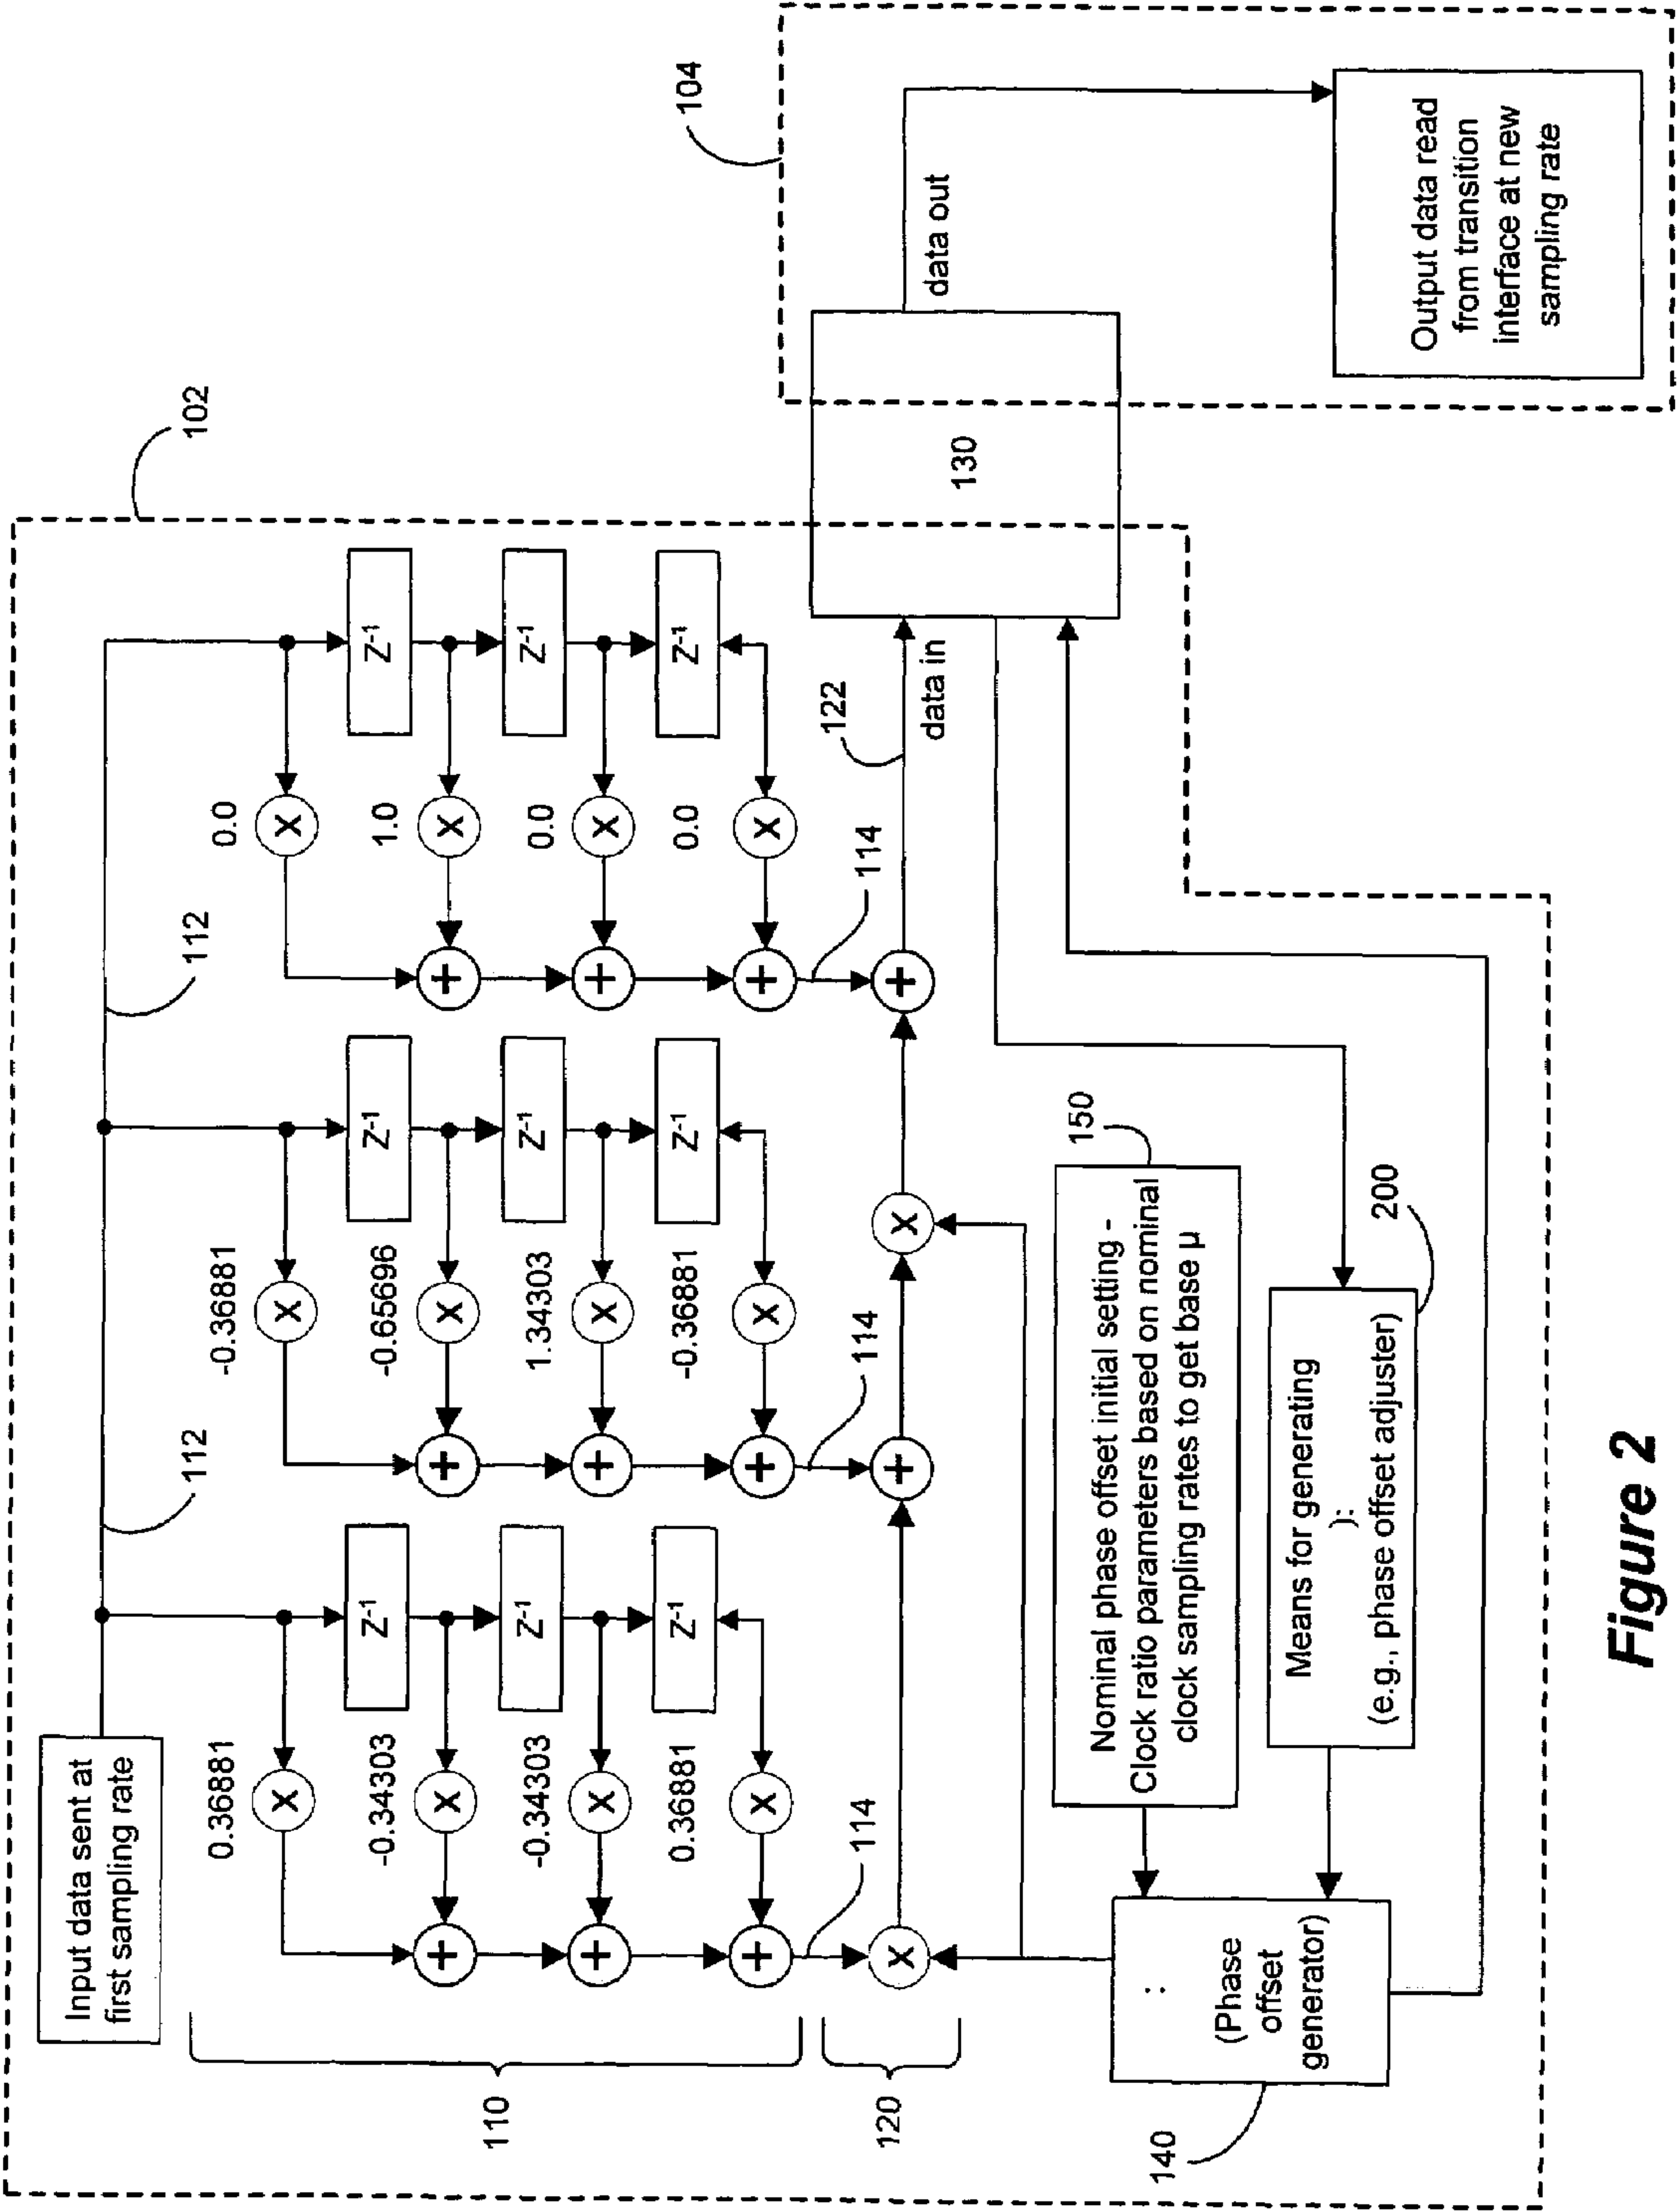 Input data sent at
first sampling rate
112
112
102
104
0.36881
-0.34303
-0.34303
0.36881
X
X
X
X
Z-1
Z-1
Z-1
+
+
+
-0.36881
-0.65696
1.34303
-0.36881
X
X
X
X
Z-1
Z-1
Z-1
+
+
+
0.0
1.0
0.0
0.0
X
X
X
X
Z-1
Z-1
Z-1
+
+
+
110
114
114
114
120
X
+
X
+
122
data in
130
data out
Output data read
from transition
interface at new
sampling rate
150
Nominal phase offset initial setting -
Clock ratio parameters based on nominal
clock sampling rates to get base µ
140
:
(Phase
offset
generator)
200
Means for generating
):
(e.g., phase offset adjuster)
Figure 2